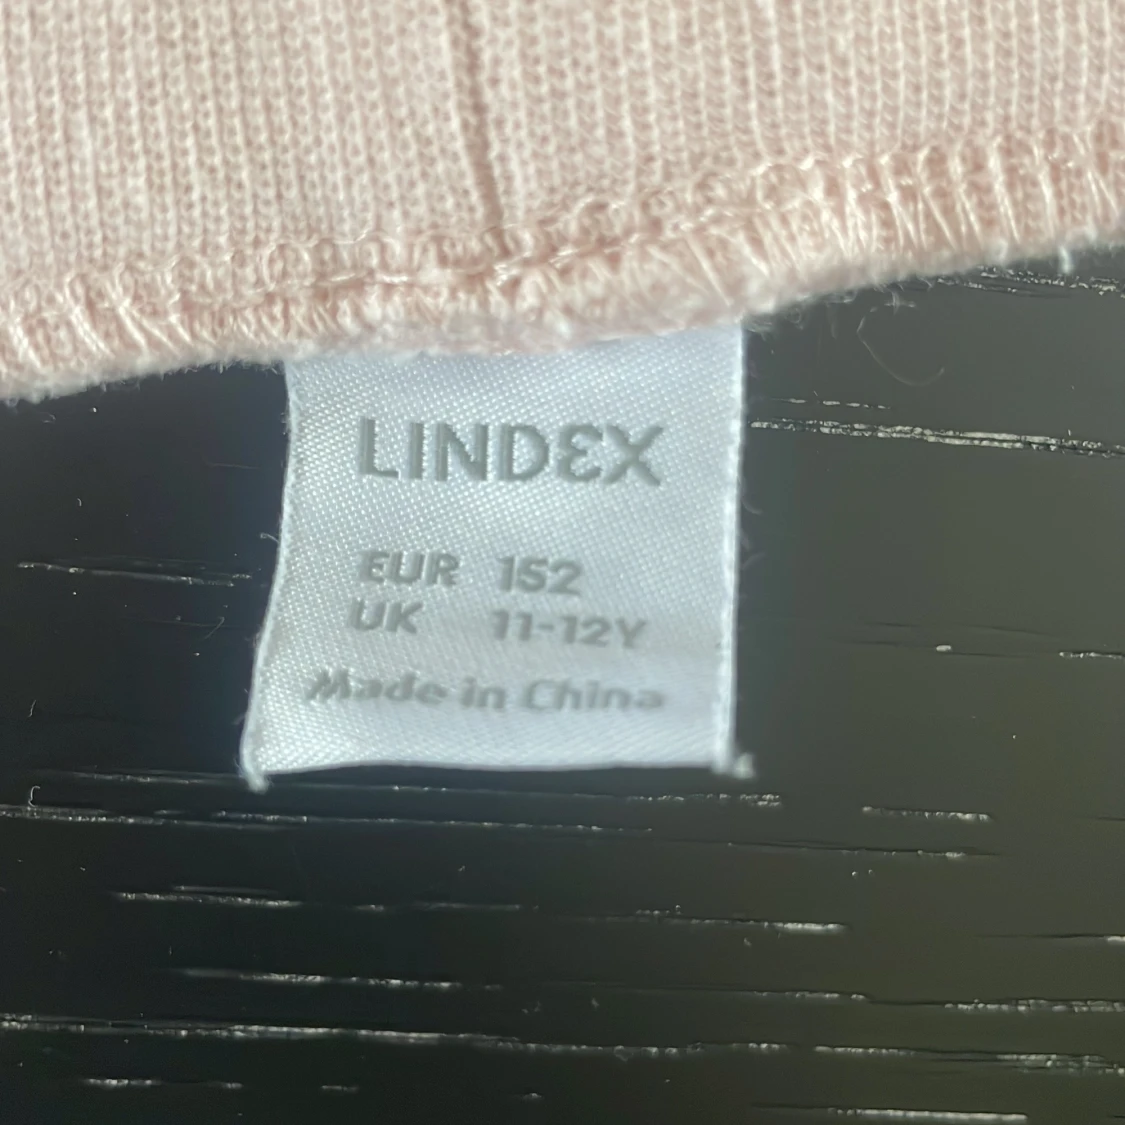 LINDEX
EUR 152
UK 11-12Y
Made in China